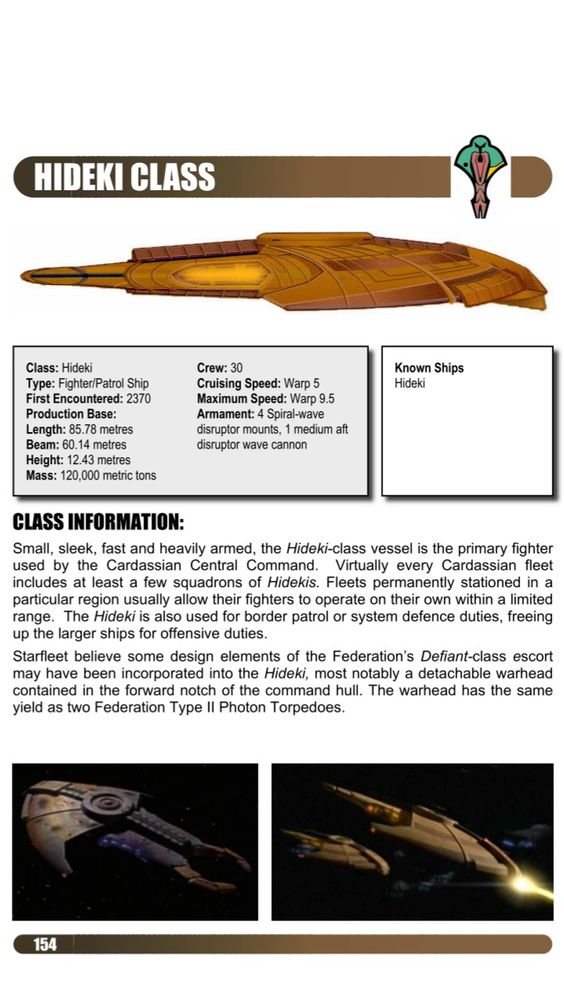 HIDEKI CLASS
Class: Hideki
Type: Fighter/Patrol Ship
First Encountered: 2370
Production Base:
Length: 85.78 metres
Beam: 60.14 metres
Height: 12.43 metres
Mass: 120,000 metric tons
Crew: 30
Cruising Speed: Warp 5
Maximum Speed: Warp 9.5
Armament: 4 Spiral-wave
disruptor mounts, 1 medium aft
disruptor wave cannon
Known Ships
Hideki
CLASS INFORMATION:
Small, sleek, fast and heavily armed, the Hideki-class vessel is the primary fighter
used by the Cardassian Central Command. Virtually every Cardassian fleet
includes at least a few squadrons of Hidekis. Fleets permanently stationed in a
particular region usually allow their fighters to operate on their own within a limited
range. The Hideki is also used for border patrol or system defence duties, freeing
up the larger ships for offensive duties.
Starfleet believe some design elements of the Federation's Defiant-class escort
may have been incorporated into the Hideki, most notably a detachable warhead
contained in the forward notch of the command hull. The warhead has the same
yield as two Federation Type II Photon Torpedoes.
154